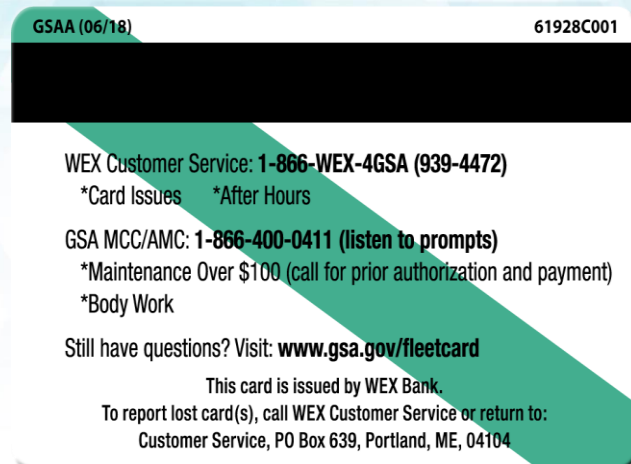 GSAA (06/18) 61928C001
WEX Customer Service: 1-866-WEX-4GSA (939-4472)
*Card Issues *After Hours
GSA MCC/AMC: 1-866-400-0411 (listen to prompts)
*Maintenance Over $100 (call for prior authorization and payment)
*Body Work
Still have questions? Visit: www.gsa.gov/fleetcard
This card is issued by WEX Bank.
To report lost card(s), call WEX Customer Service or return to:
Customer Service, PO Box 639, Portland, ME, 04104